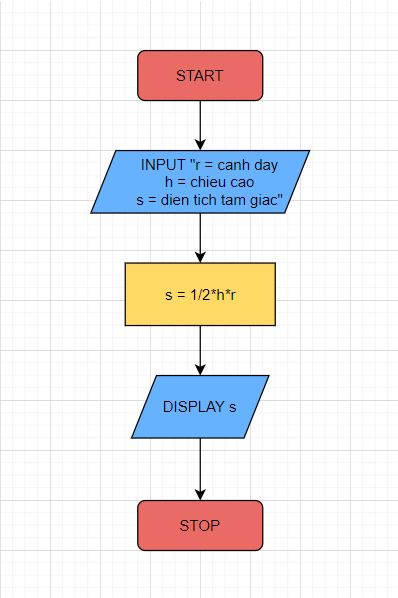 START
INPUT "r = canh day
h = chieu cao
s = dien tich tam giac"
s = 1/2*h*r
DISPLAY s
STOP